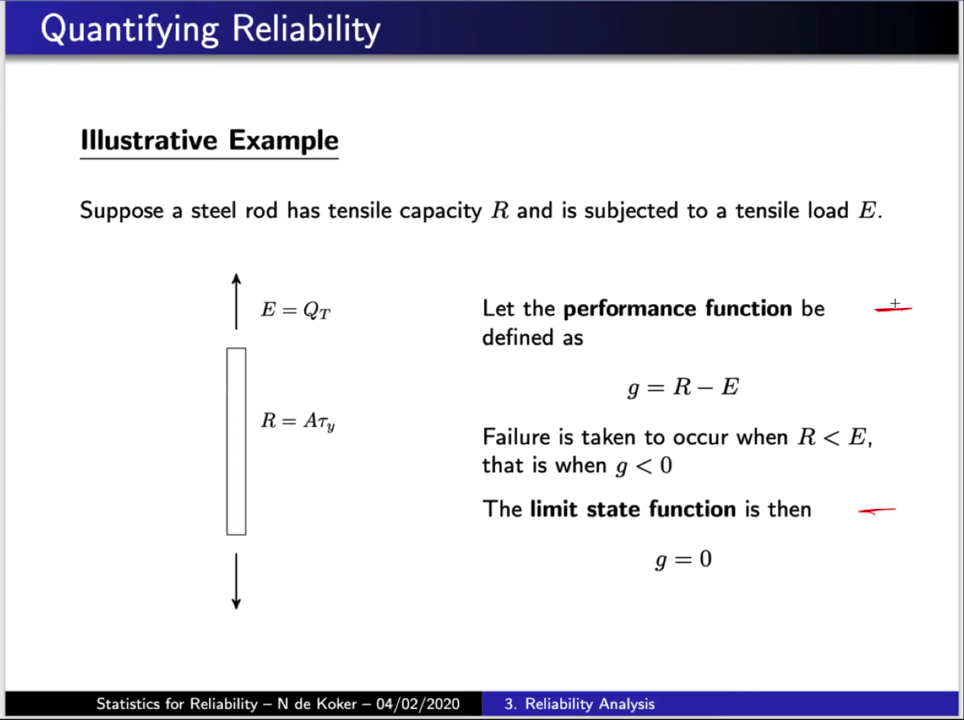 Quantifying Reliability
Illustrative Example
Suppose a steel rod has tensile capacity R and is subjected to a tensile load E.
E = Q_T
R = Aτ_y
Let the performance function be
defined as
g = R − E
Failure is taken to occur when R < E,
that is when g < 0
The limit state function is then
g = 0
Statistics for Reliability – N de Koker – 04/02/2020
3. Reliability Analysis